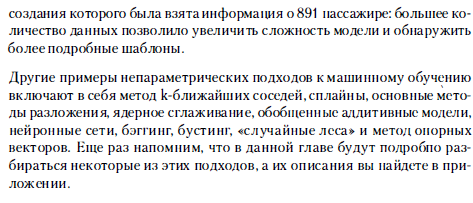 создания которого была взята информация о 891 пассажире: большее ко-
личество данных позволило увеличить сложность модели и обнаружить
более подробные шаблоны.
Другие примеры непараметрических подходов к машинному обучению
включают в себя метод k-ближайших соседей, сплайны, основные мето-
ды разложения, ядерное сглаживание, обобщенные аддитивные модели,
нейронные сети, бэггинг, бустинг, «случайные леса» и метод опорных
векторов. Еще раз напомним, что в данной главе будут подробно раз-
бираться некоторые из этих подходов, а их описания вы найдете в при-
ложении.